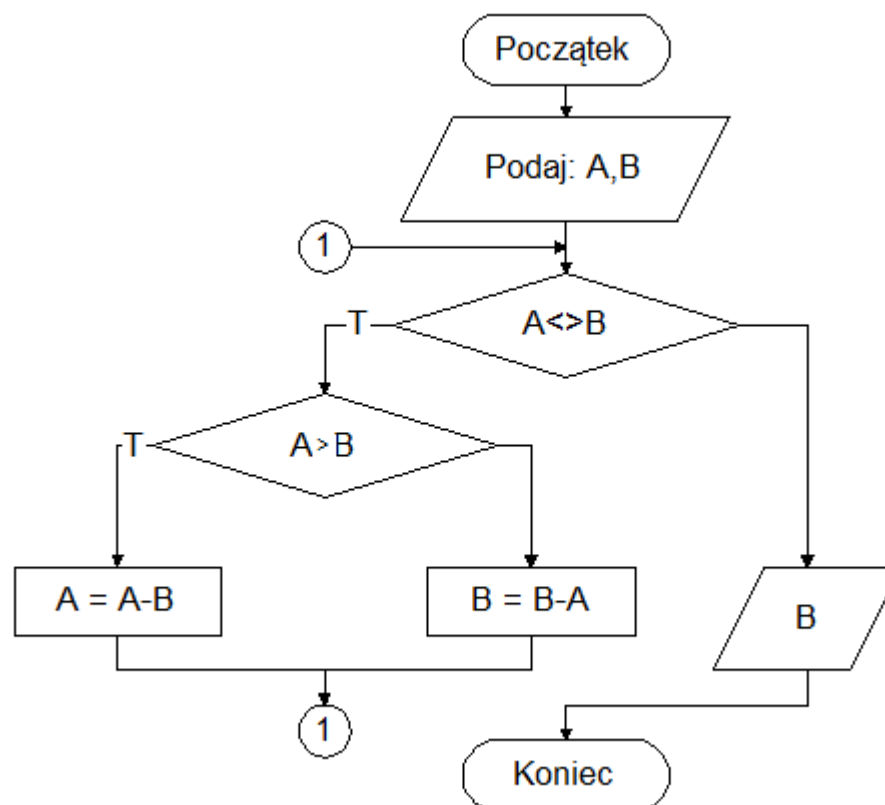 Początek
Podaj: A,B
1
A<>B
T
A>B
T
A = A-B
B = B-A
B
1
Koniec